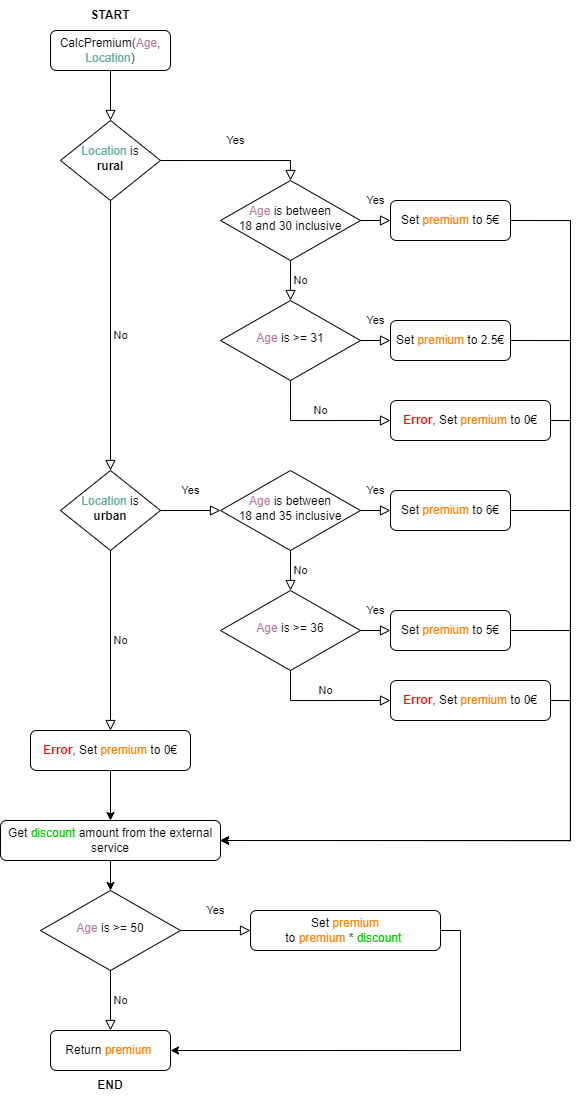 START
CalcPremium(Age,
Location)
Location is
rural
Yes
Age is between
18 and 30 inclusive
Yes
Set premium to 5€
No
Age is >= 31
Yes
Set premium to 2.5€
No
Error, Set premium to 0€
No
Location is
urban
Yes
Age is between
18 and 35 inclusive
Yes
Set premium to 6€
No
Age is >= 36
Yes
Set premium to 5€
No
Error, Set premium to 0€
No
Error, Set premium to 0€
Get discount amount from the external
service
Age is >= 50
Yes
Set premium
to premium * discount
No
Return premium
END